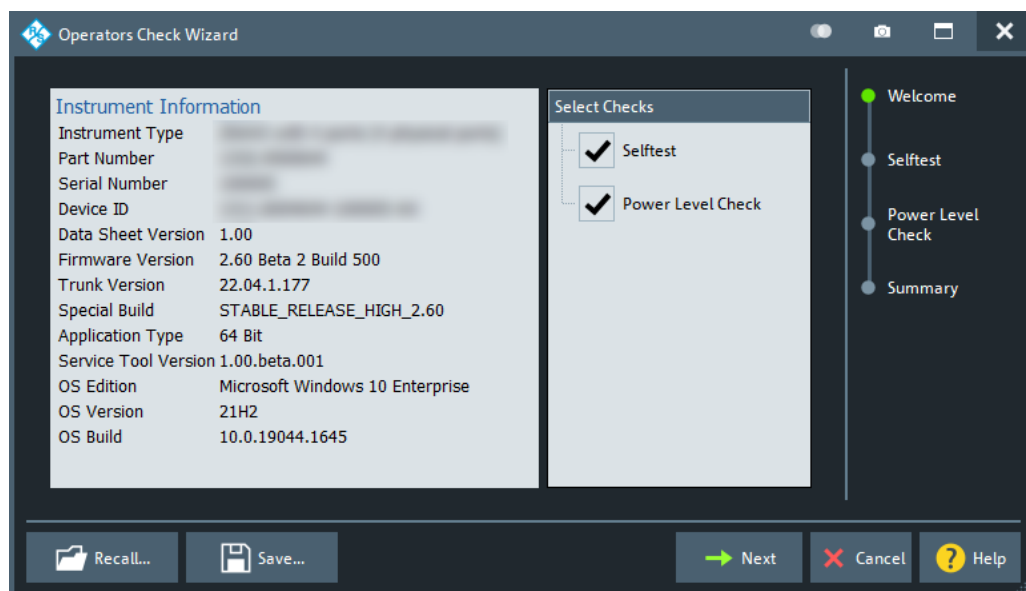 Operators Check Wizard
Instrument Information
Instrument Type
Part Number
Serial Number
Device ID
Data Sheet Version 1.00
Firmware Version 2.60 Beta 2 Build 500
Trunk Version 22.04.1.177
Special Build STABLE_RELEASE_HIGH_2.60
Application Type 64 Bit
Service Tool Version 1.00.beta.001
OS Edition Microsoft Windows 10 Enterprise
OS Version 21H2
OS Build 10.0.19044.1645
Select Checks
Selftest
Power Level Check
Welcome
Selftest
Power Level
Check
Summary
Recall...
Save...
Next
Cancel
? Help